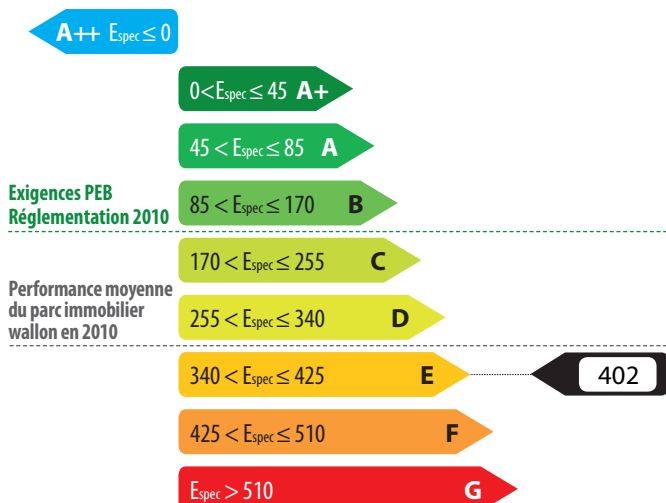 A++ Espec ≤ 0
0<Espec ≤ 45 A+
45 < Espec ≤ 85 A
Exigences PEB
Réglementation 2010
85 < Espec ≤ 170 B
170 < Espec ≤ 255 C
Performance moyenne
du parc immobilier
wallon en 2010
255 < Espec ≤ 340 D
340 < Espec ≤ 425 E
402
425 < Espec ≤ 510 F
Espec > 510 G